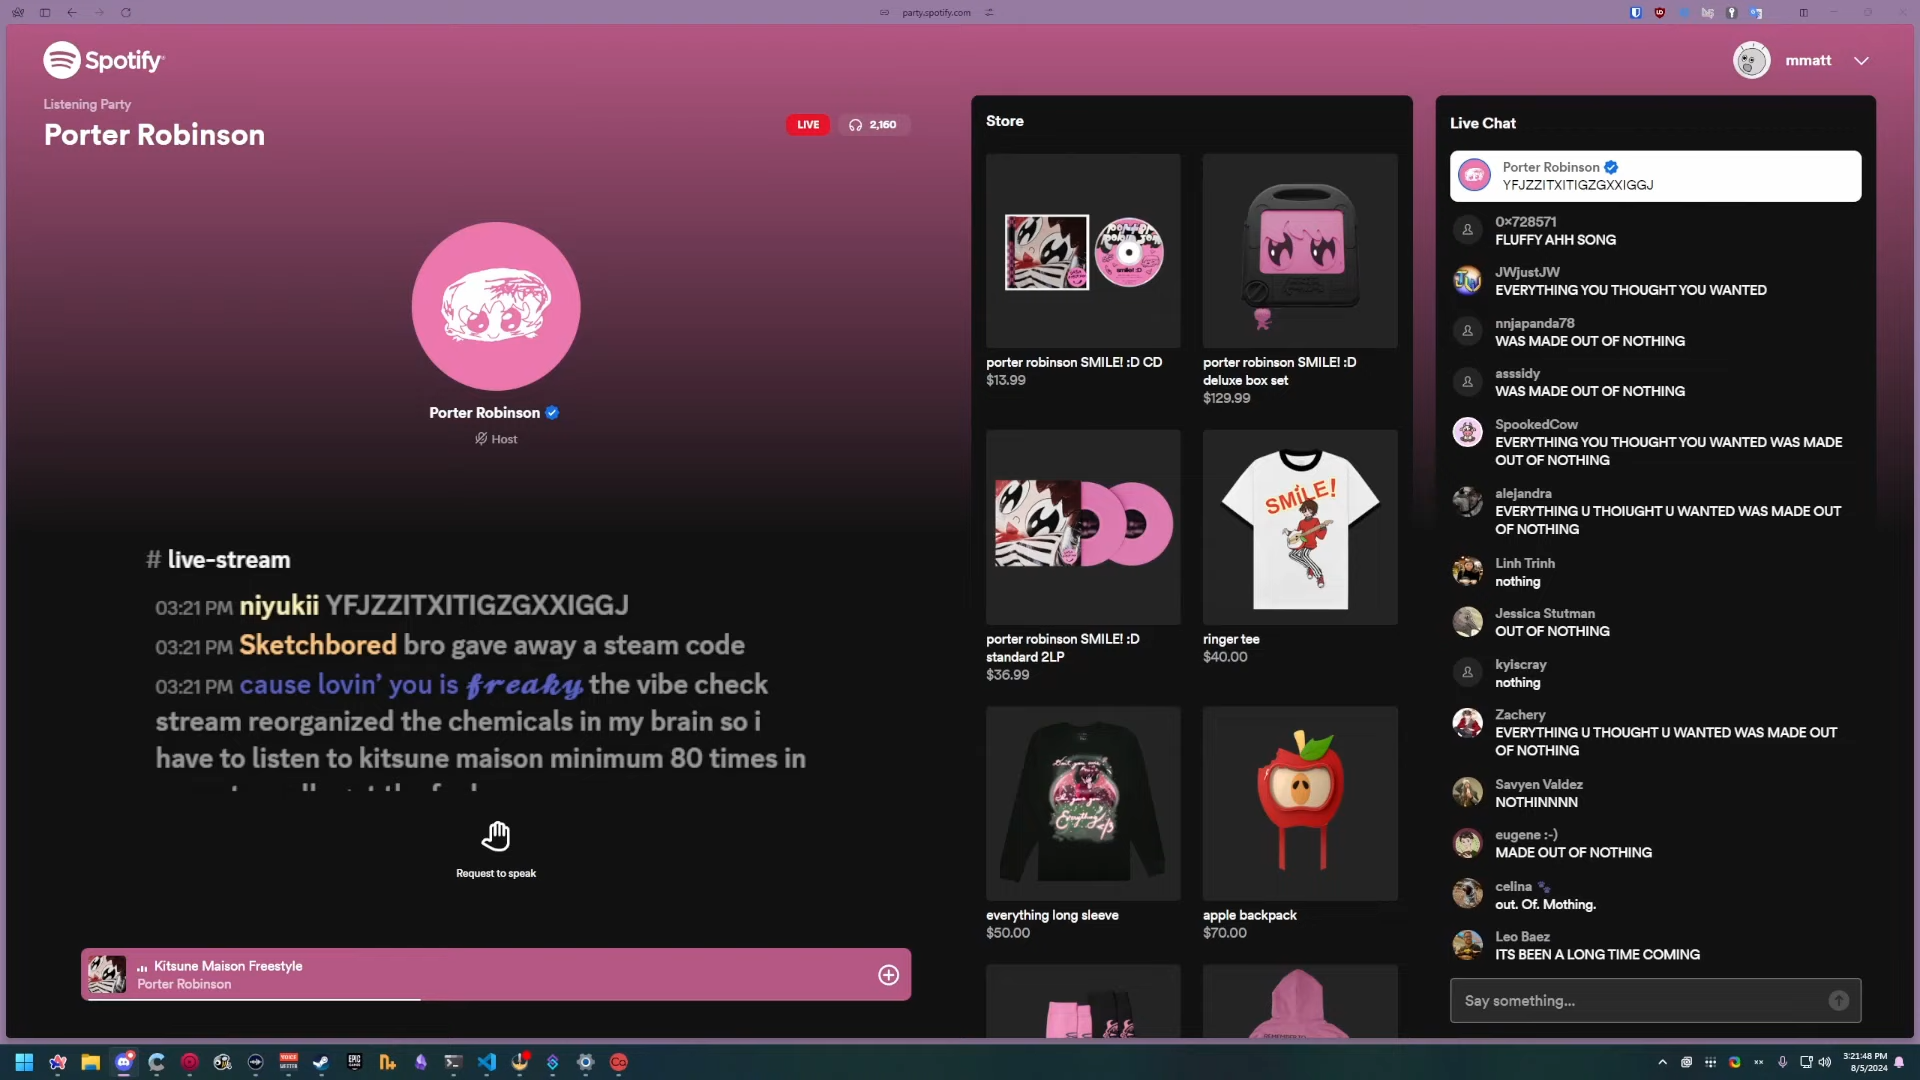 party.spotify.com
Spotify
mmatt
Listening Party
Porter Robinson
LIVE
2,160
Porter Robinson
Host
# live-stream
03:21 PM niyukii YFJZZITXITIGZGXXIGGJ
03:21 PM Sketchbored bro gave away a steam code
03:21 PM cause lovin' you is freaky the vibe check
stream reorganized the chemicals in my brain so i
have to listen to kitsune maison minimum 80 times in
Request to speak
Kitsune Maison Freestyle
Porter Robinson
Store
porter robinson SMILE! :D CD
$13.99
porter robinson SMILE! :D
deluxe box set
$129.99
porter robinson SMILE! :D
standard 2LP
$36.99
SMILE!
ringer tee
$40.00
everything long sleeve
$50.00
apple backpack
$70.00
Live Chat
Porter Robinson
YFJZZITXITIGZGXXIGGJ
0×728571
FLUFFY AHH SONG
JWjustJW
EVERYTHING YOU THOUGHT YOU WANTED
nnjapanda78
WAS MADE OUT OF NOTHING
asssidy
WAS MADE OUT OF NOTHING
SpookedCow
EVERYTHING YOU THOUGHT YOU WANTED WAS MADE
OUT OF NOTHING
alejandra
EVERYTHING U THOIUGHT U WANTED WAS MADE OUT
OF NOTHING
Linh Trinh
nothing
Jessica Stutman
OUT OF NOTHING
kyiscray
nothing
Zachery
EVERYTHING U THOUGHT U WANTED WAS MADE OUT
OF NOTHING
Savyen Valdez
NOTHINNNN
eugene :-)
MADE OUT OF NOTHING
celina 🐾
out. Of. Mothing.
Leo Baez
ITS BEEN A LONG TIME COMING
Say something...
3:21:48 PM
8/5/2024